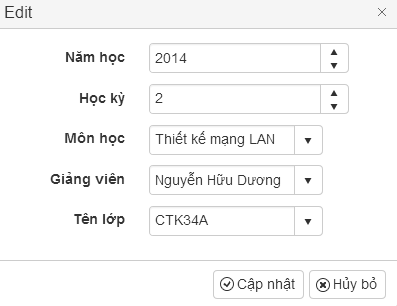 Edit
Năm học 2014
Học kỳ 2
Môn học Thiết kế mạng LAN
Giảng viên Nguyễn Hữu Dương
Tên lớp CTK34A
Cập nhật Hủy bỏ